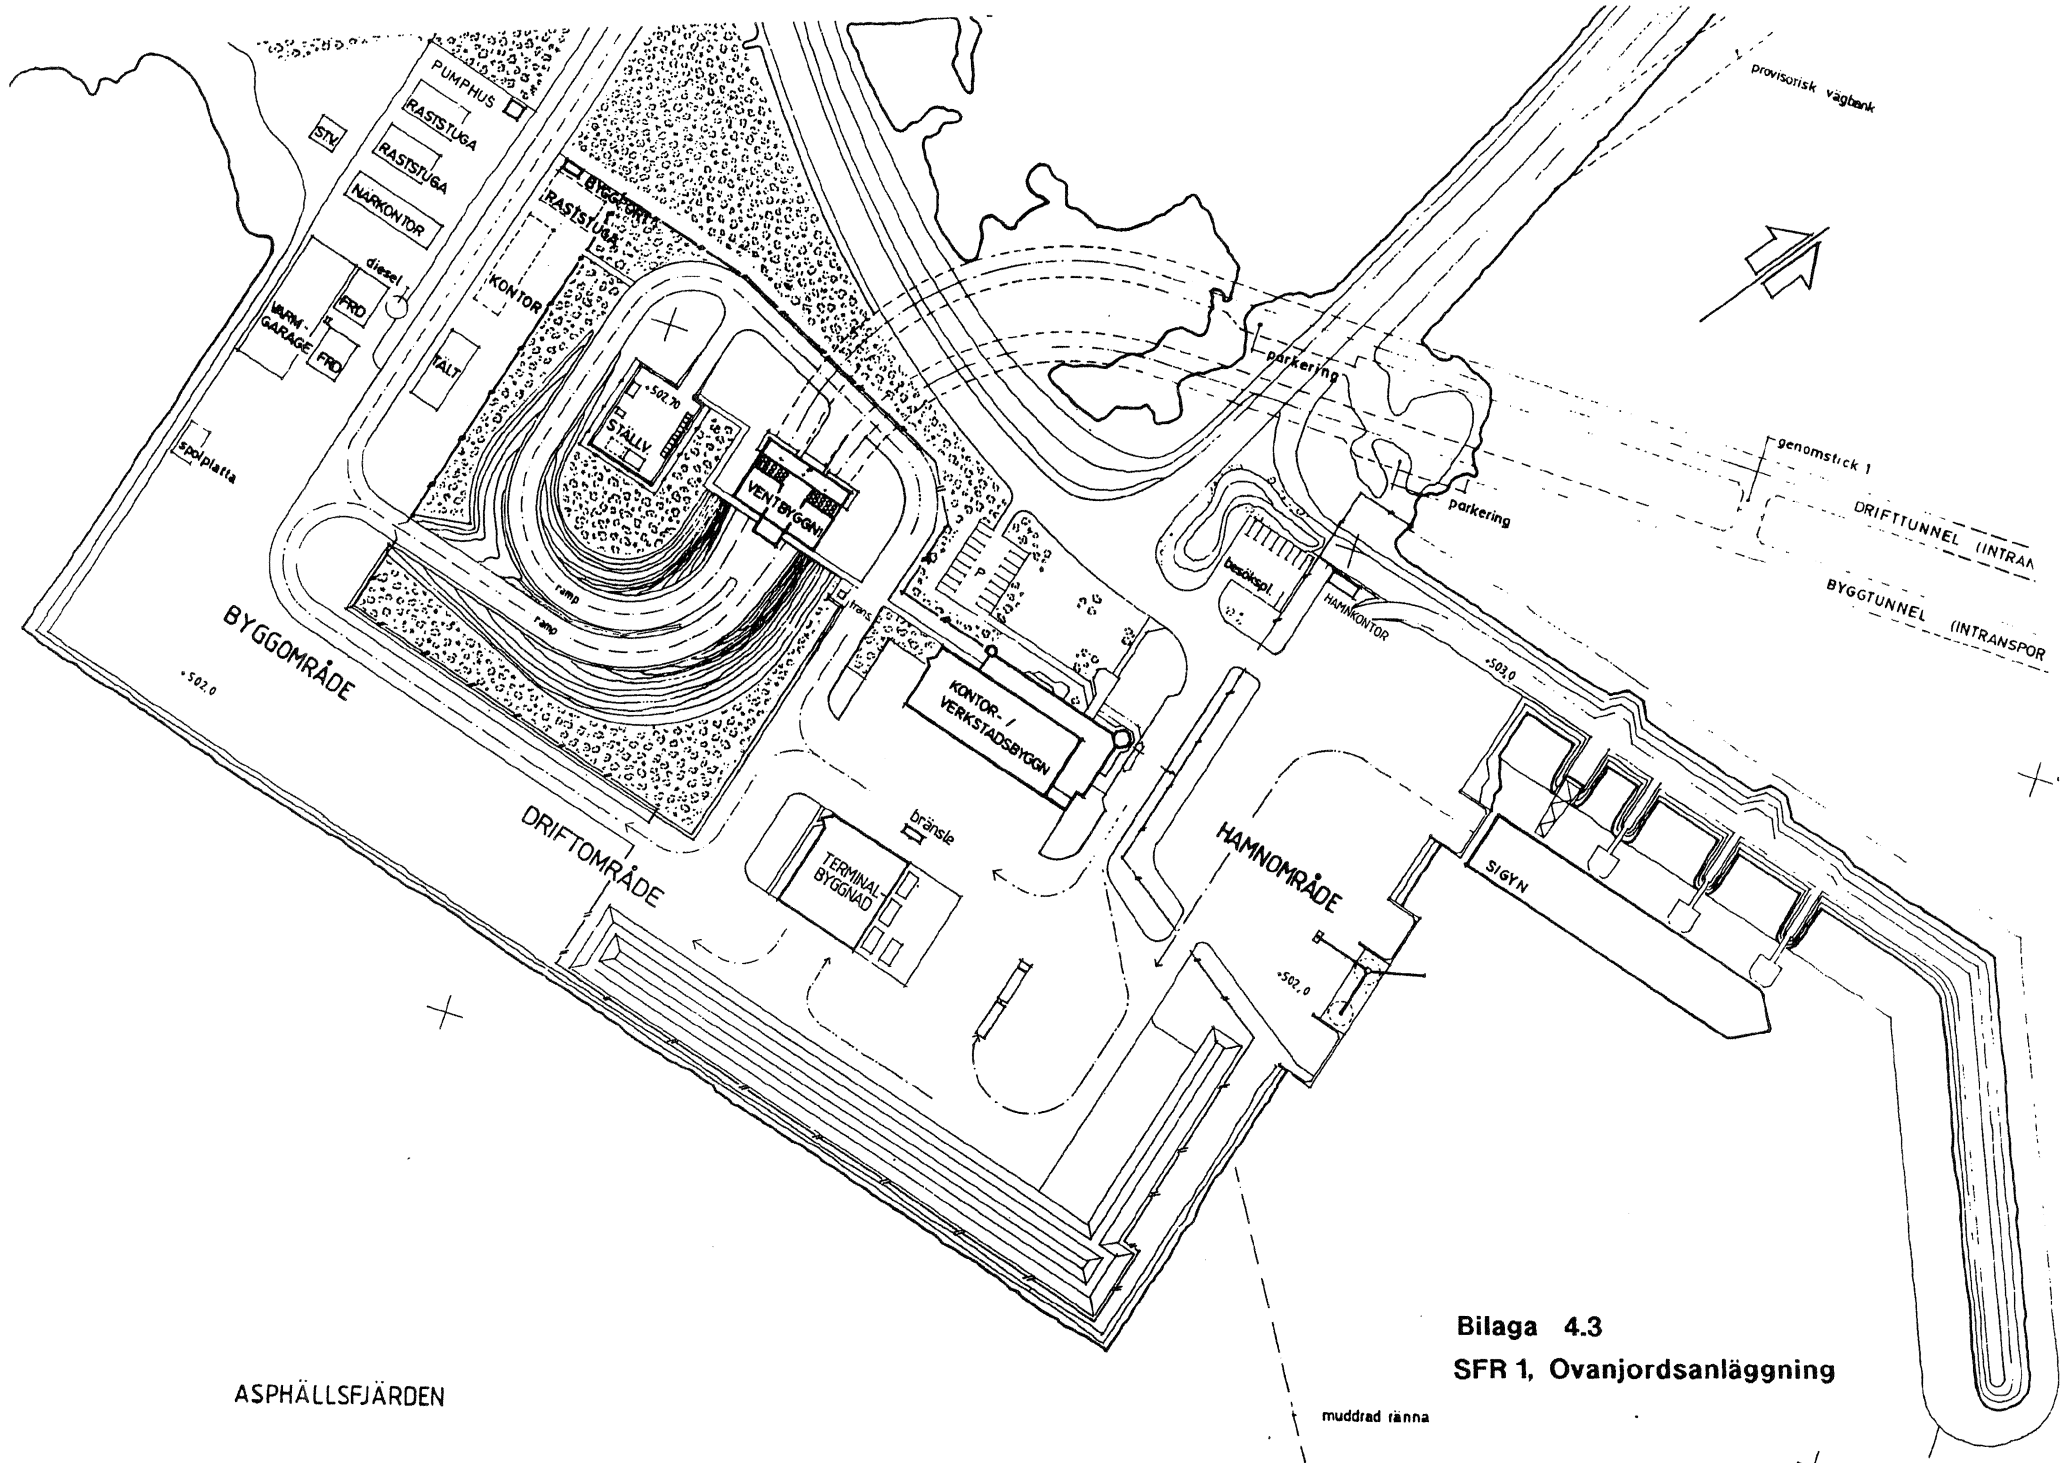 provisorisk vägbank
PUMPHUS
RASTSTUGA
STV.
RASTSTUGA
NÄRKONTOR
BYGGPORT
RASTSTUGA
diesel
KONTOR
FRD
VARM-
GARAGE
FRD
TÄLT
+502,70
STÄLLV.
parkering
spolplatta
VENTBYGGN
genomstick 1
parkering
DRIFTTUNNEL (INTRAN
BYGGTUNNEL (INTRANSPOR
P
besökspl.
HAMNKONTOR
ramp
ramp
trans.
BYGGOMRÅDE
+502,0
+503,0
KONTOR-/
VERKSTADSBYGGN
bränsle
DRIFTOMRÅDE
TERMINAL-
BYGGNAD
HAMNOMRÅDE
SIGYN
+502,0
Bilaga 4.3
SFR 1, Ovanjordsanläggning
ASPHÄLLSFJÄRDEN
muddrad ränna